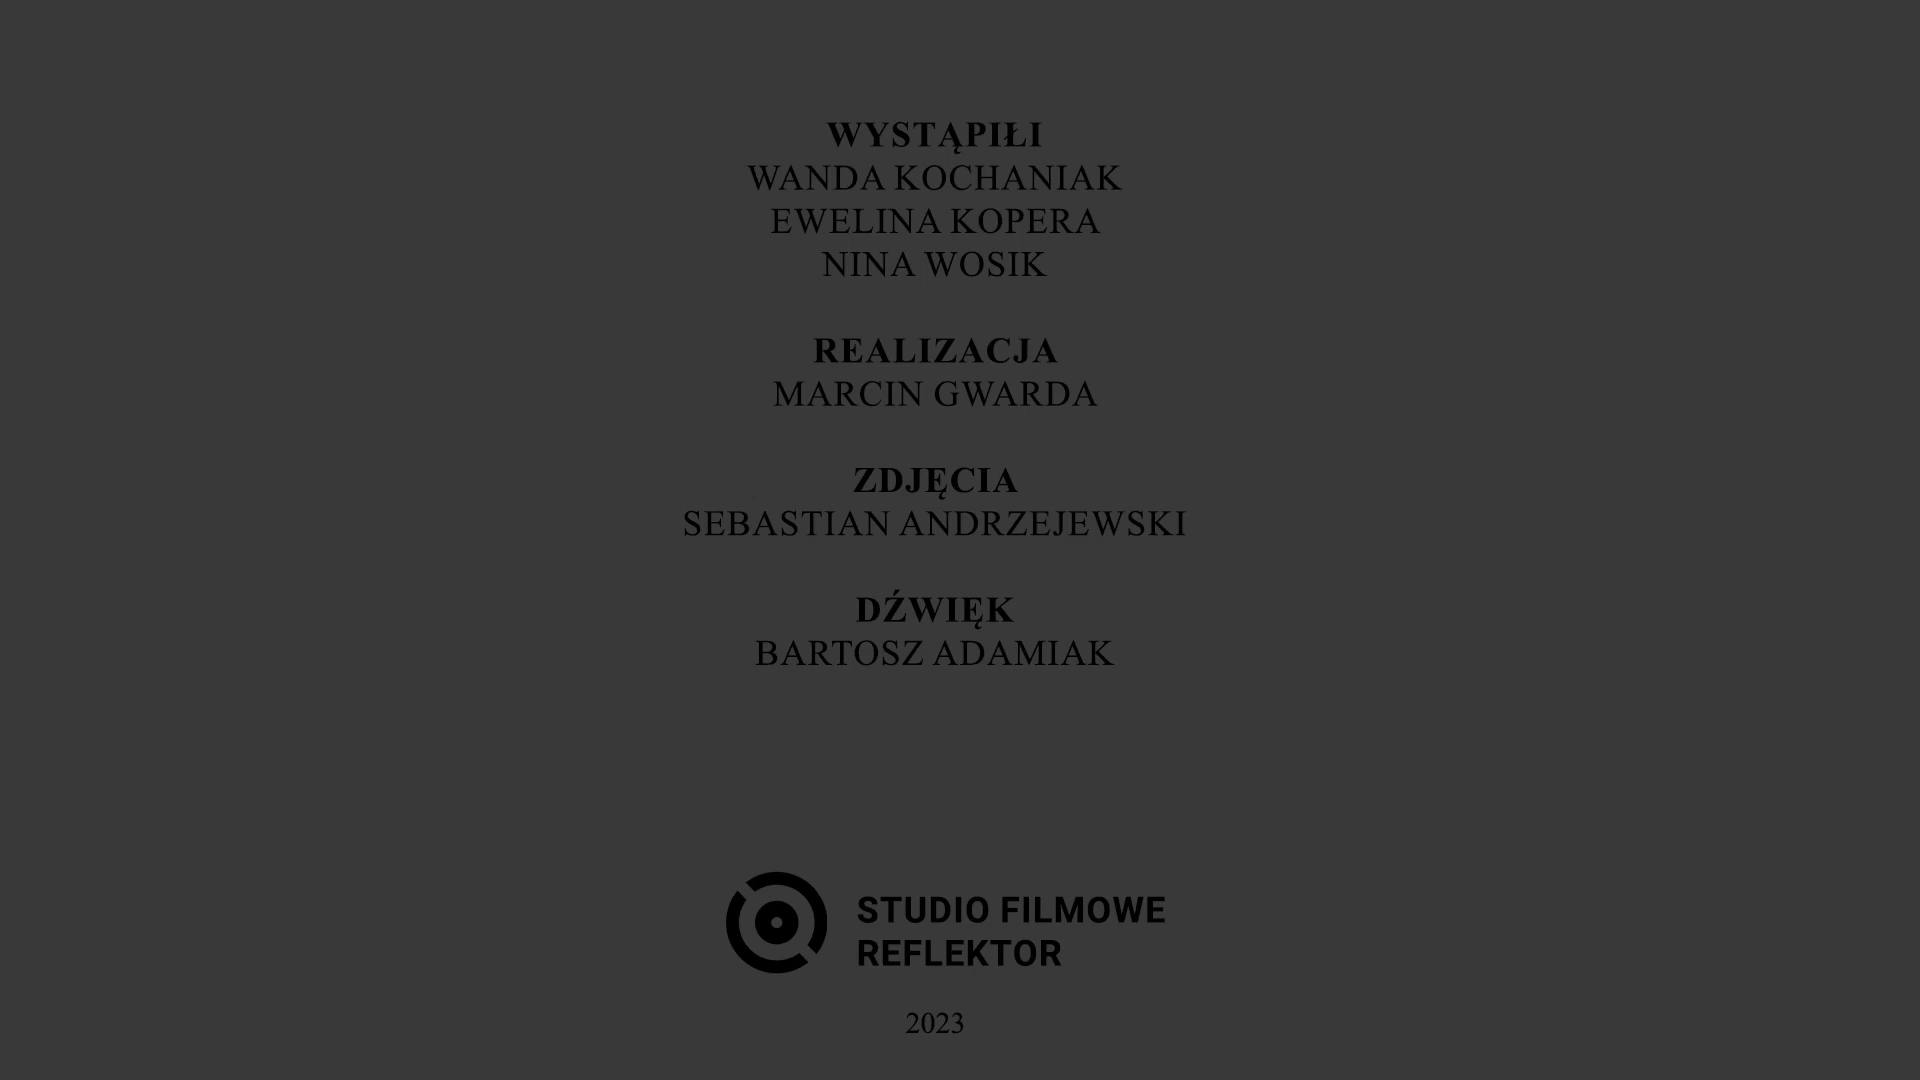 WYSTĄPIŁI
WANDA KOCHANIAK
EWELINA KOPERA
NINA WOSIK
REALIZACJA
MARCIN GWARDA
ZDJĘCIA
SEBASTIAN ANDRZEJEWSKI
DŹWIĘK
BARTOSZ ADAMIAK
STUDIO FILMOWE
REFLEKTOR
2023